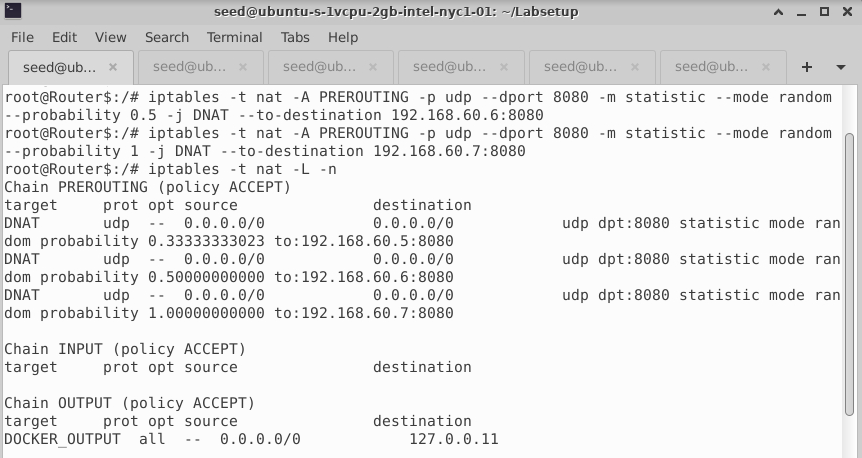 seed@ubuntu-s-1vcpu-2gb-intel-nyc1-01: ~/Labsetup
File Edit View Search Terminal Tabs Help
seed@ub... × seed@ub... × seed@ub... × seed@ub... × seed@ub... × seed@ub... ×
root@Router$:/# iptables -t nat -A PREROUTING -p udp --dport 8080 -m statistic --mode random
--probability 0.5 -j DNAT --to-destination 192.168.60.6:8080
root@Router$:/# iptables -t nat -A PREROUTING -p udp --dport 8080 -m statistic --mode random
--probability 1 -j DNAT --to-destination 192.168.60.7:8080
root@Router$:/# iptables -t nat -L -n
Chain PREROUTING (policy ACCEPT)
target     prot opt source               destination
DNAT       udp  --  0.0.0.0/0            0.0.0.0/0            udp dpt:8080 statistic mode ran
dom probability 0.33333333023 to:192.168.60.5:8080
DNAT       udp  --  0.0.0.0/0            0.0.0.0/0            udp dpt:8080 statistic mode ran
dom probability 0.50000000000 to:192.168.60.6:8080
DNAT       udp  --  0.0.0.0/0            0.0.0.0/0            udp dpt:8080 statistic mode ran
dom probability 1.00000000000 to:192.168.60.7:8080
Chain INPUT (policy ACCEPT)
target     prot opt source               destination
Chain OUTPUT (policy ACCEPT)
target     prot opt source               destination
DOCKER_OUTPUT  all  --  0.0.0.0/0            127.0.0.11